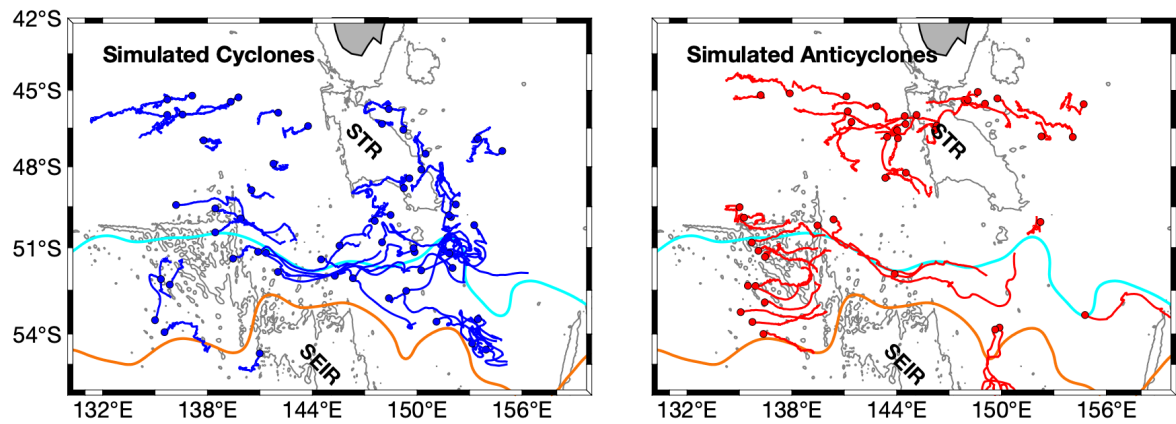 42°S
45°S
48°S
51°S
54°S
Simulated Cyclones
STR
SEIR
132°E 138°E 144°E 150°E 156°E
Simulated Anticyclones
STR
SEIR
132°E 138°E 144°E 150°E 156°E